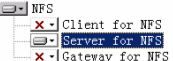 NFS
Client for NFS
Server for NFS
Gateway for NFS